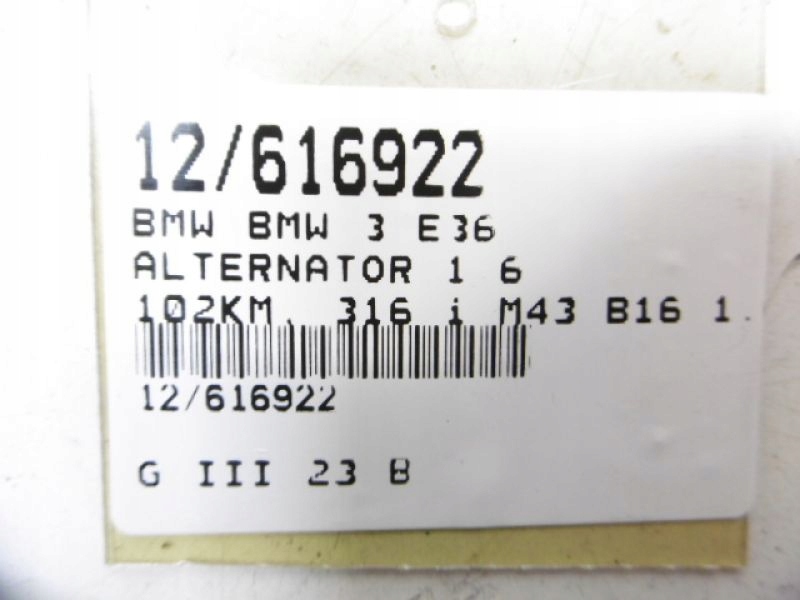 12/616922
BMW BMW 3 E36
ALTERNATOR 1 6
102KM, 316 i M43 B16 1.
12/616922
G III 23 B